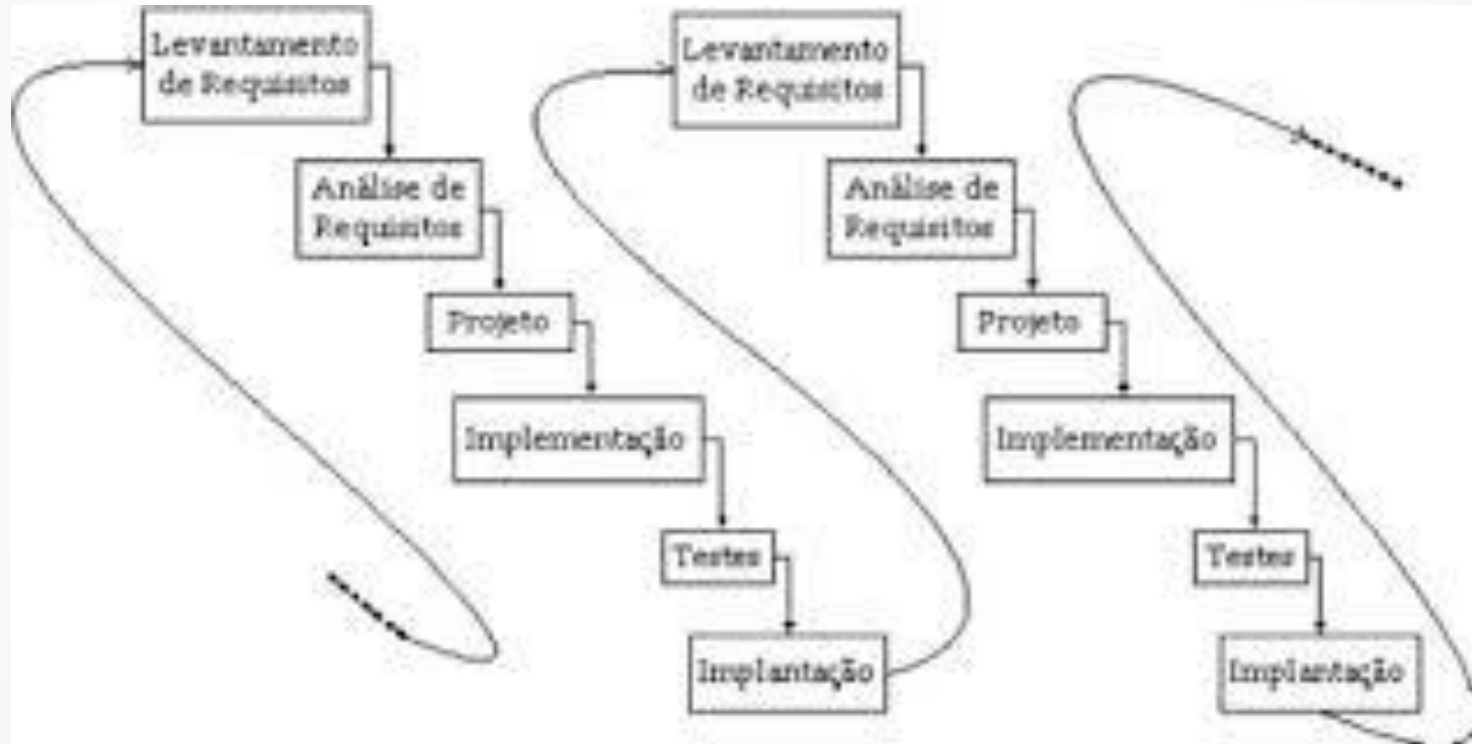 Levantamento
de Requisitos
Análise de
Requisitos
Projeto
Implementação
Testes
Implantação
Levantamento
de Requisitos
Análise de
Requisitos
Projeto
Implementação
Testes
Implantação